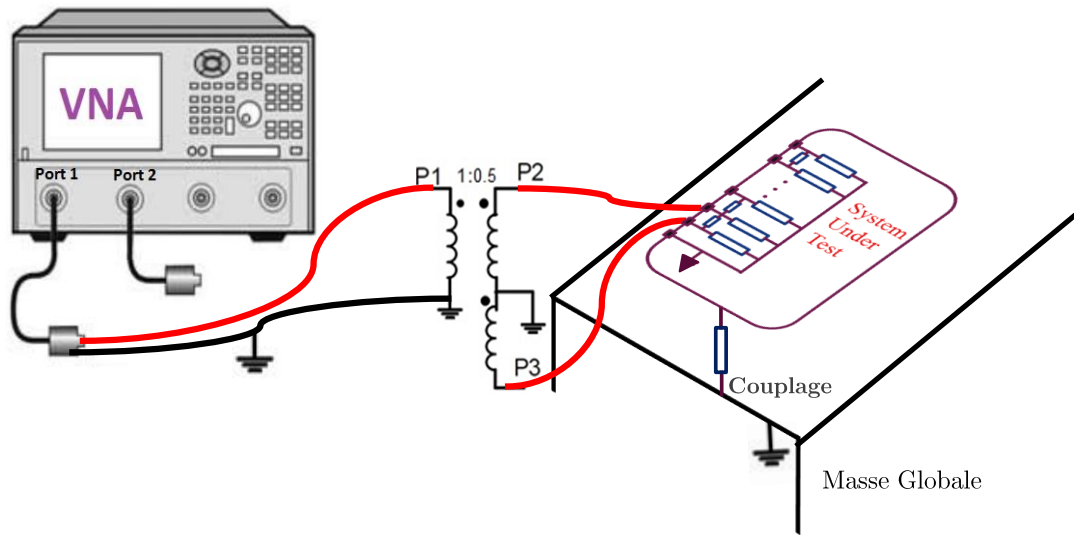 VNA
Port 1
Port 2
P1
1:0.5
P2
P3
System
Under
Test
Couplage
Masse Globale